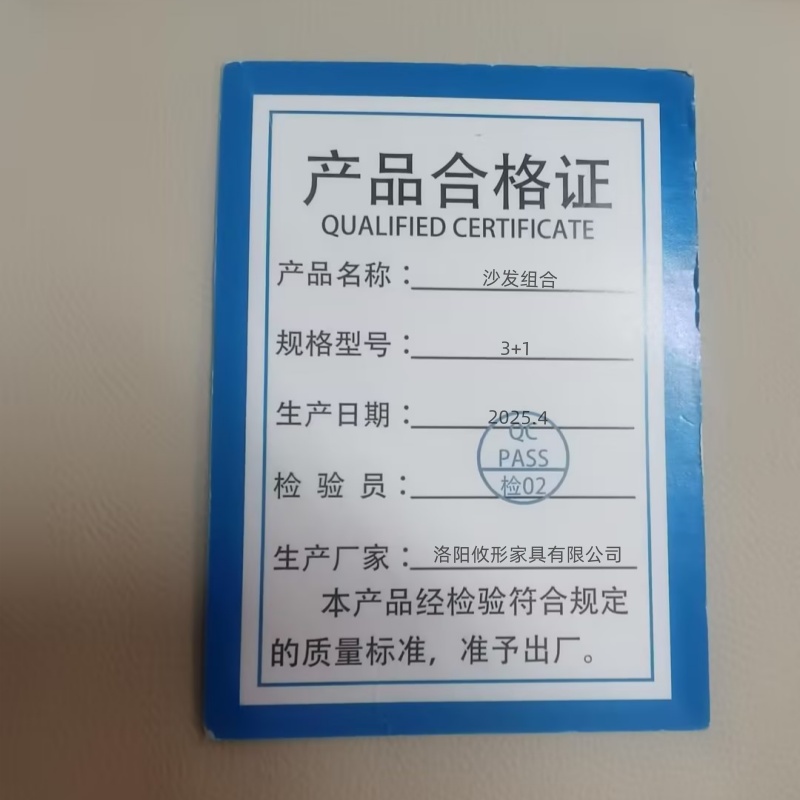 产品合格证
QUALIFIED CERTIFICATE
产品名称：沙发组合
规格型号：3+1
生产日期：2025.4
QC
PASS
检验员：检02
生产厂家：洛阳攸形家具有限公司
本产品经检验符合规定
的质量标准，准予出厂。